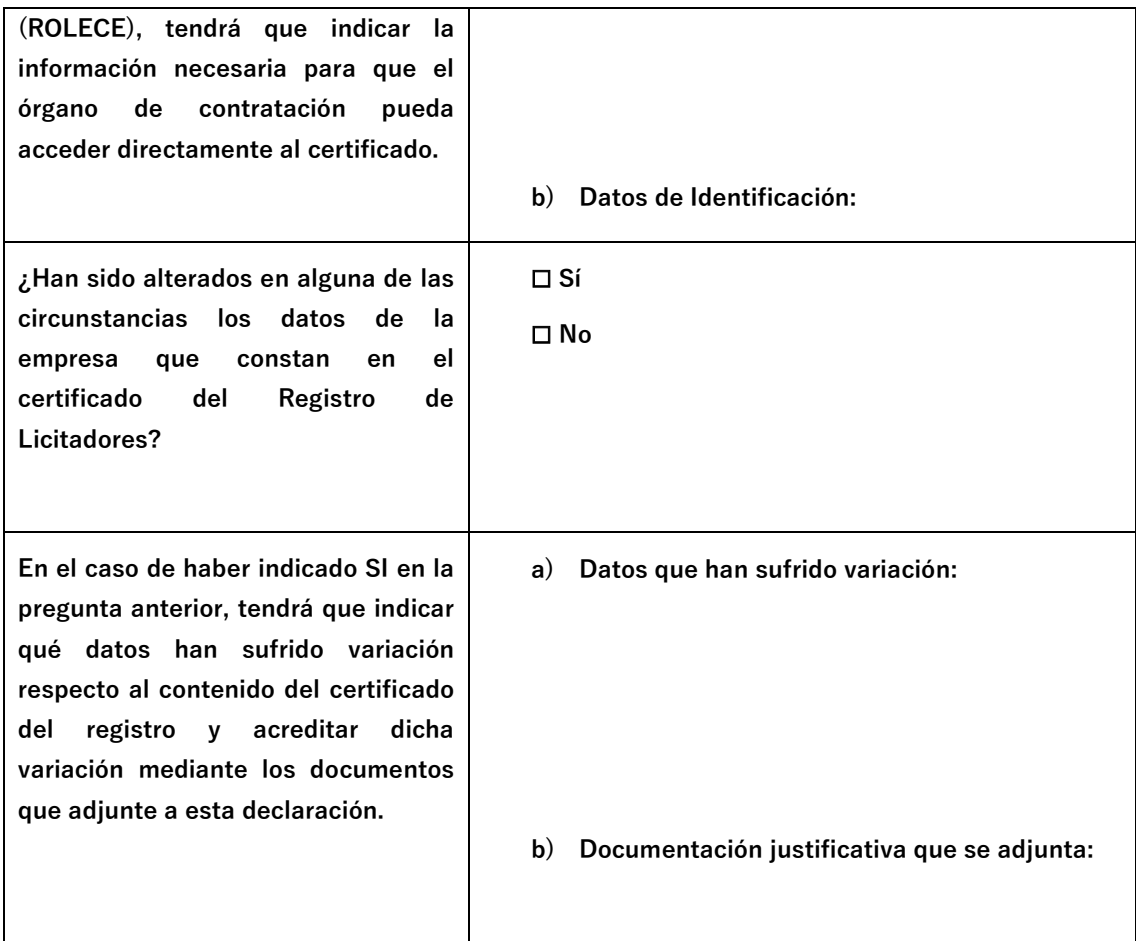 (ROLECE), tendrá que indicar la
información necesaria para que el
órgano de contratación pueda
acceder directamente al certificado.
b) Datos de Identificación:
¿Han sido alterados en alguna de las
circunstancias los datos de la
empresa que constan en el
certificado del Registro de
Licitadores?
☐ Sí
☐ No
En el caso de haber indicado SI en la
pregunta anterior, tendrá que indicar
qué datos han sufrido variación
respecto al contenido del certificado
del registro y acreditar dicha
variación mediante los documentos
que adjunte a esta declaración.
a) Datos que han sufrido variación:
b) Documentación justificativa que se adjunta: